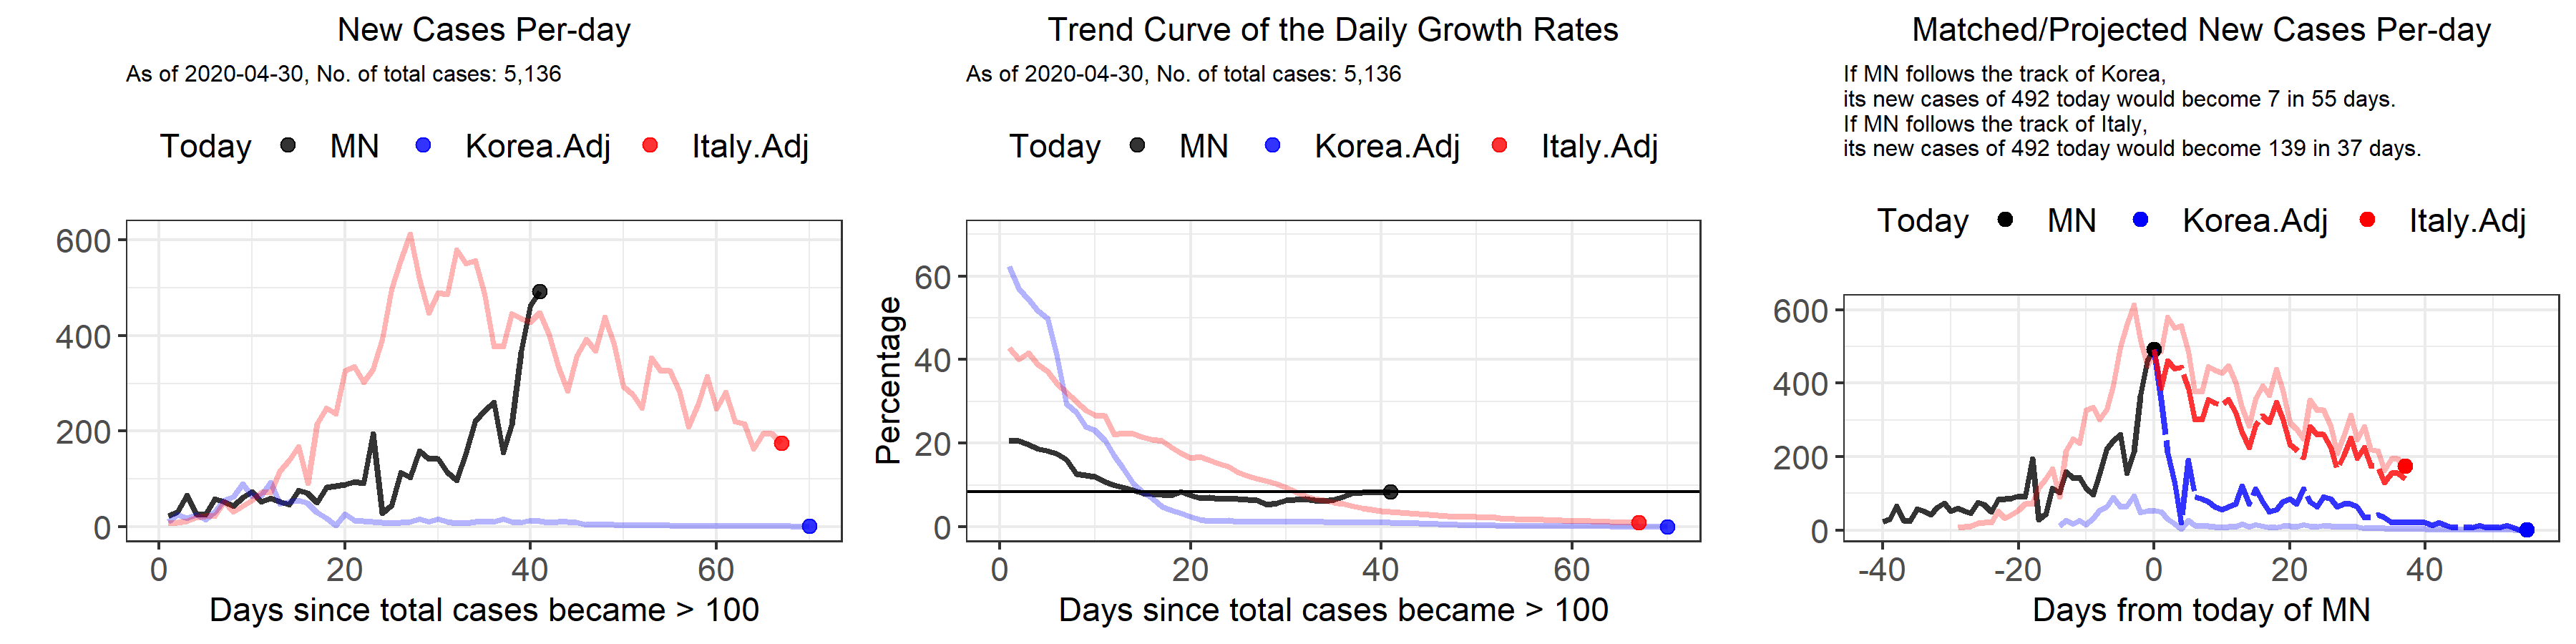 New Cases Per-day
As of 2020-04-30, No. of total cases: 5,136
Today MN Korea.Adj Italy.Adj
600
400
200
0
0 20 40 60
Days since total cases became > 100
Trend Curve of the Daily Growth Rates
As of 2020-04-30, No. of total cases: 5,136
Today MN Korea.Adj Italy.Adj
Percentage
60
40
20
0
0 20 40 60
Days since total cases became > 100
Matched/Projected New Cases Per-day
If MN follows the track of Korea,
its new cases of 492 today would become 7 in 55 days.
If MN follows the track of Italy,
its new cases of 492 today would become 139 in 37 days.
Today MN Korea.Adj Italy.Adj
600
400
200
0
-40 -20 0 20 40
Days from today of MN